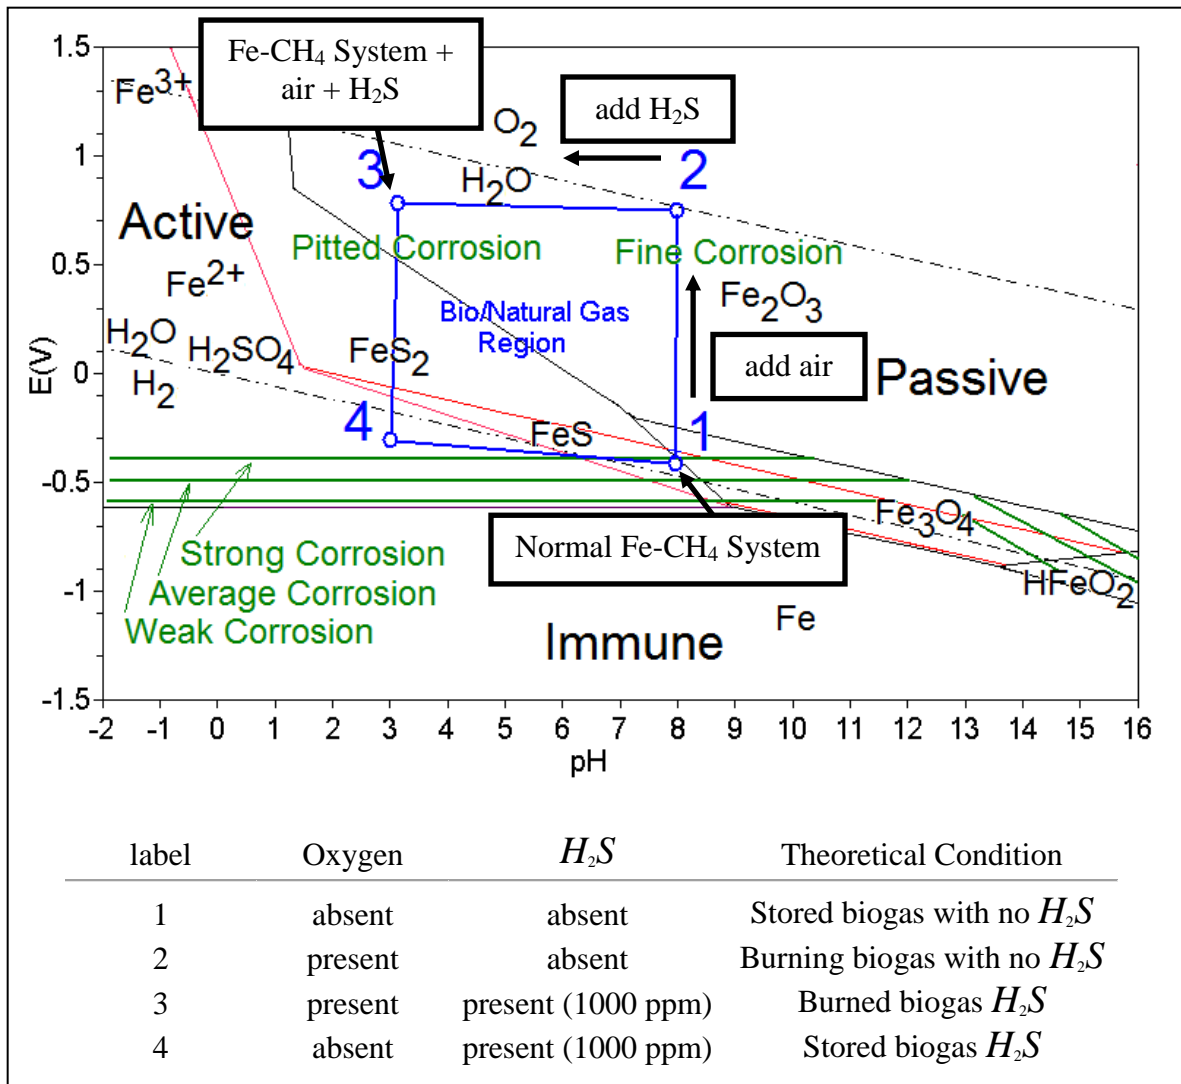 1.5
Fe-CH₄ System +
air + H₂S
Fe³⁺
add H₂S
O₂
1
3
2
H₂O
Active
Pitted Corrosion
Fine Corrosion
0.5
Fe²⁺
Fe₂O₃
Bio/Natural Gas
Region
H₂O
H₂SO₄
FeS₂
add air
E(V)
0
H₂
Passive
4
FeS
1
-0.5
Fe₃O₄
Strong Corrosion
Normal Fe-CH₄ System
Average Corrosion
HFeO₂
-1
Weak Corrosion
Fe
Immune
-1.5
-2 -1 0 1 2 3 4 5 6 7 8 9 10 11 12 13 14 15 16
pH
label Oxygen H₂S Theoretical Condition
1 absent absent Stored biogas with no H₂S
2 present absent Burning biogas with no H₂S
3 present present (1000 ppm) Burned biogas H₂S
4 absent present (1000 ppm) Stored biogas H₂S